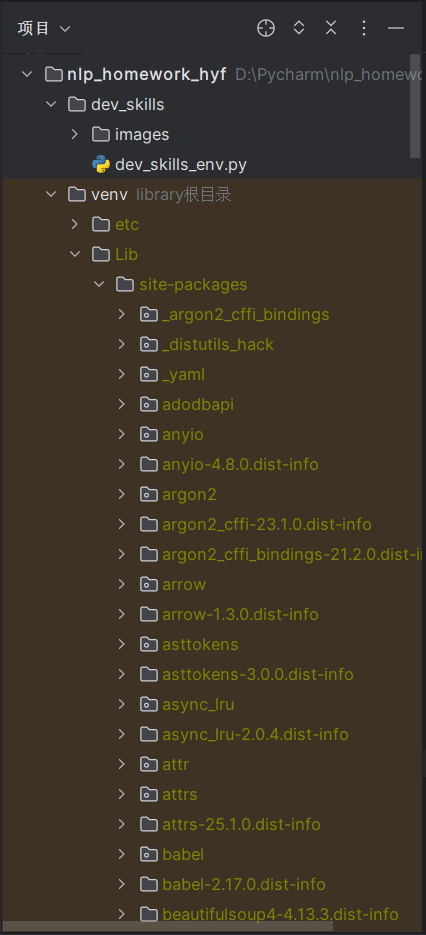 项目
nlp_homework_hyf D:\Pycharm\nlp_homewo
dev_skills
images
dev_skills_env.py
venv library根目录
etc
Lib
site-packages
_argon2_cffi_bindings
_distutils_hack
_yaml
adodbapi
anyio
anyio-4.8.0.dist-info
argon2
argon2_cffi-23.1.0.dist-info
argon2_cffi_bindings-21.2.0.dist-i
arrow
arrow-1.3.0.dist-info
asttokens
asttokens-3.0.0.dist-info
async_lru
async_lru-2.0.4.dist-info
attr
attrs
attrs-25.1.0.dist-info
babel
babel-2.17.0.dist-info
beautifulsoup4-4.13.3.dist-info